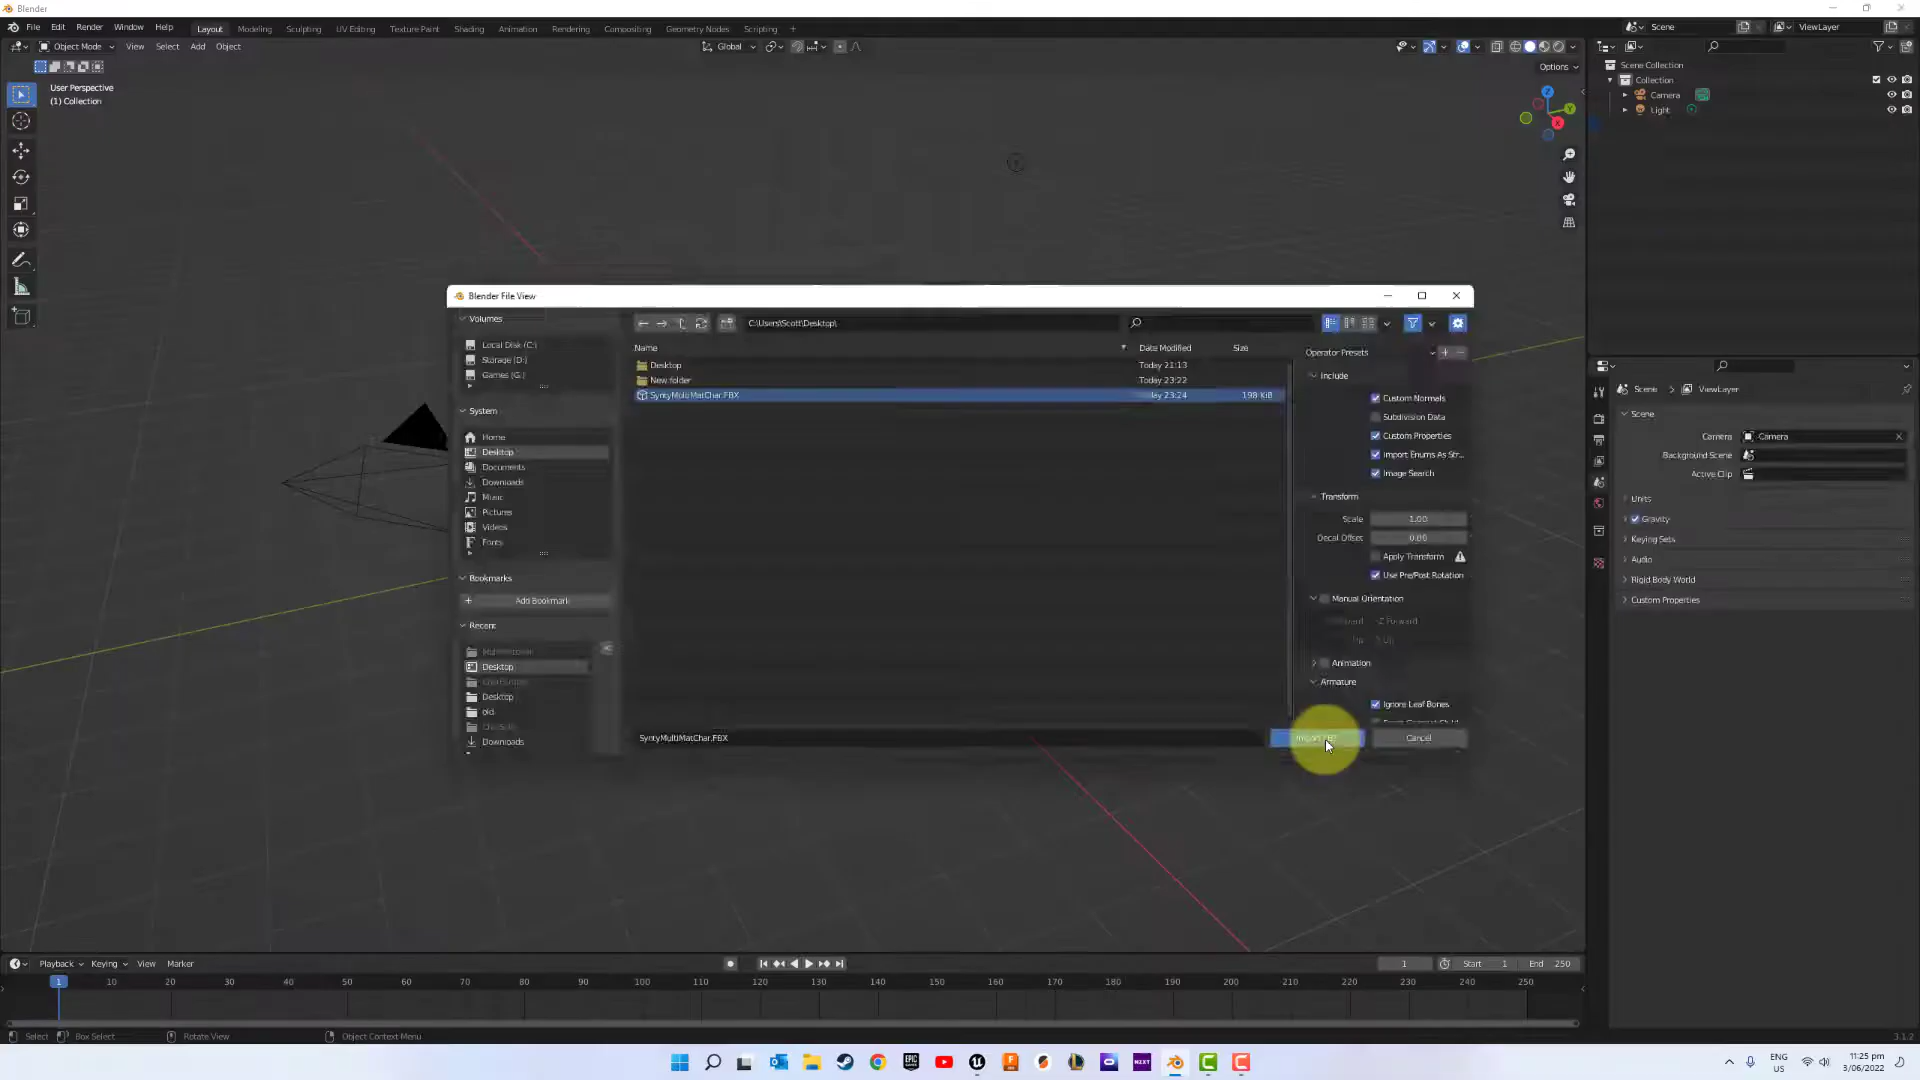 Blender
File Edit Render Window Help Layout Modeling Sculpting UV Editing Texture Paint Shading Animation Rendering Compositing Geometry Nodes Scripting + Scene ViewLayer
Object Mode View Select Add Object Global
Options
User Perspective
(1) Collection
Z
Y
X
Scene Collection
Collection
Camera
Light
Blender File View
Volumes
Local Disk (C:)
Storage (D:)
Games (G:)
System
Home
Desktop
Documents
Downloads
Music
Pictures
Videos
Fonts
Bookmarks
Add Bookmark
Recent
Desktop
Desktop
old
Downloads
C:\Users\Scott\Desktop\
Name Date Modified Size
Desktop Today 21:13
New folder Today 23:22
SyntyMultiMatChar.FBX 23:24 198 KiB
SyntyMultiMatChar.FBX
Operator Presets
Include
Custom Normals
Subdivision Data
Custom Properties
Import Enums As Str...
Image Search
Transform
Scale 1.00
Decal Offset 0.00
Apply Transform
Use Pre/Post Rotation
Manual Orientation
-Z Forward
Animation
Armature
Ignore Leaf Bones
Cancel
Scene ViewLayer
Scene
Camera Camera
Background Scene
Active Clip
Units
Gravity
Keying Sets
Audio
Rigid Body World
Custom Properties
Playback Keying View Marker 1 Start 1 End 250
1 10 20 30 40 50 60 70 80 90 100 110 120 130 140 150 160 170 180 190 200 210 220 230 240 250
Select Box Select Rotate View Object Context Menu 3.1.2
ENG
US
11:25 pm
3/06/2022